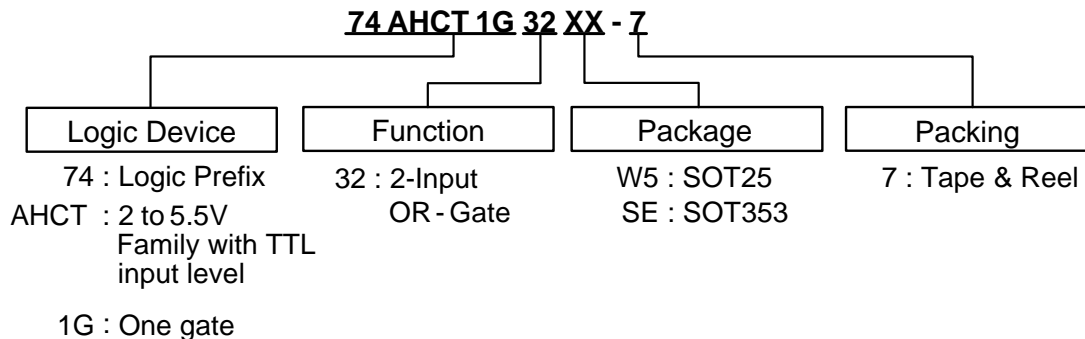 74 AHCT 1G 32 XX - 7
Logic Device
Function
Package
Packing
74 : Logic Prefix
AHCT : 2 to 5.5V
Family with TTL
input level
1G : One gate
32 : 2-Input
OR - Gate
W5 : SOT25
SE : SOT353
7 : Tape & Reel